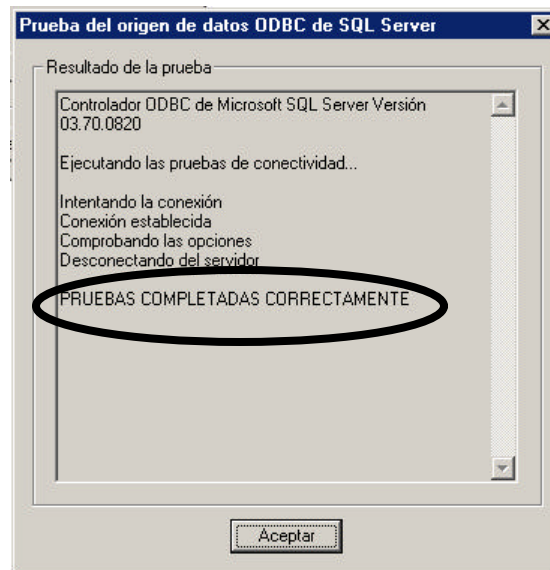 Prueba del origen de datos ODBC de SQL Server
Resultado de la prueba
Controlador ODBC de Microsoft SQL Server Versión
03.70.0820
Ejecutando las pruebas de conectividad...
Intentando la conexión
Conexión establecida
Comprobando las opciones
Desconectando del servidor
PRUEBAS COMPLETADAS CORRECTAMENTE
Aceptar